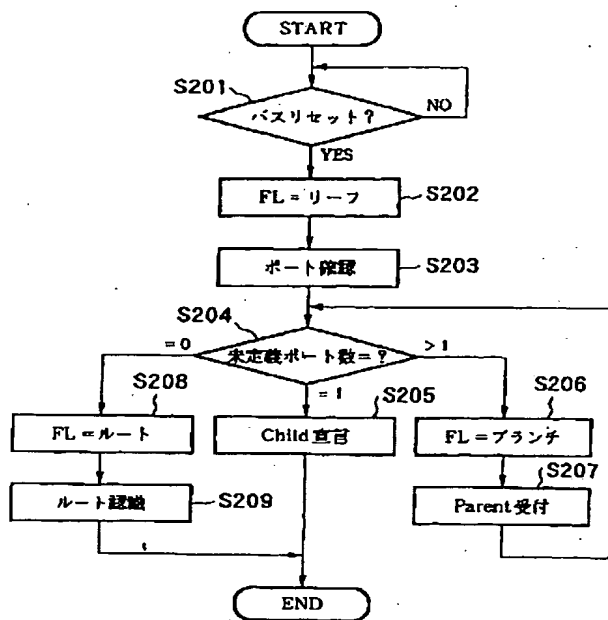 START
S201
バスリセット?
NO
YES
FL=リーフ
S202
ポート確認
S203
S204
=0
未定義ポート数=?
>1
=1
S208
S205
S206
FL=ルート
Child宣言
FL=ブランチ
S207
ルート認識
S209
Parent受付
END